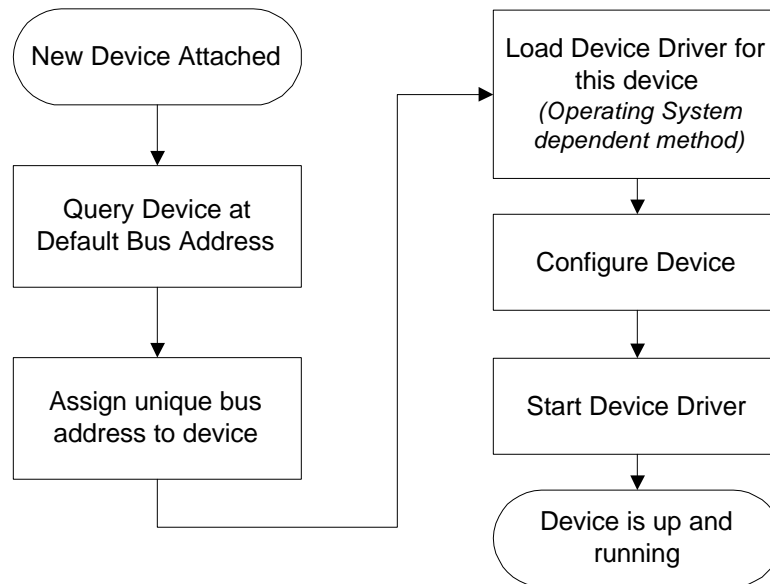 New Device Attached
Query Device at
Default Bus Address
Assign unique bus
address to device
Load Device Driver for
this device
(Operating System
dependent method)
Configure Device
Start Device Driver
Device is up and
running